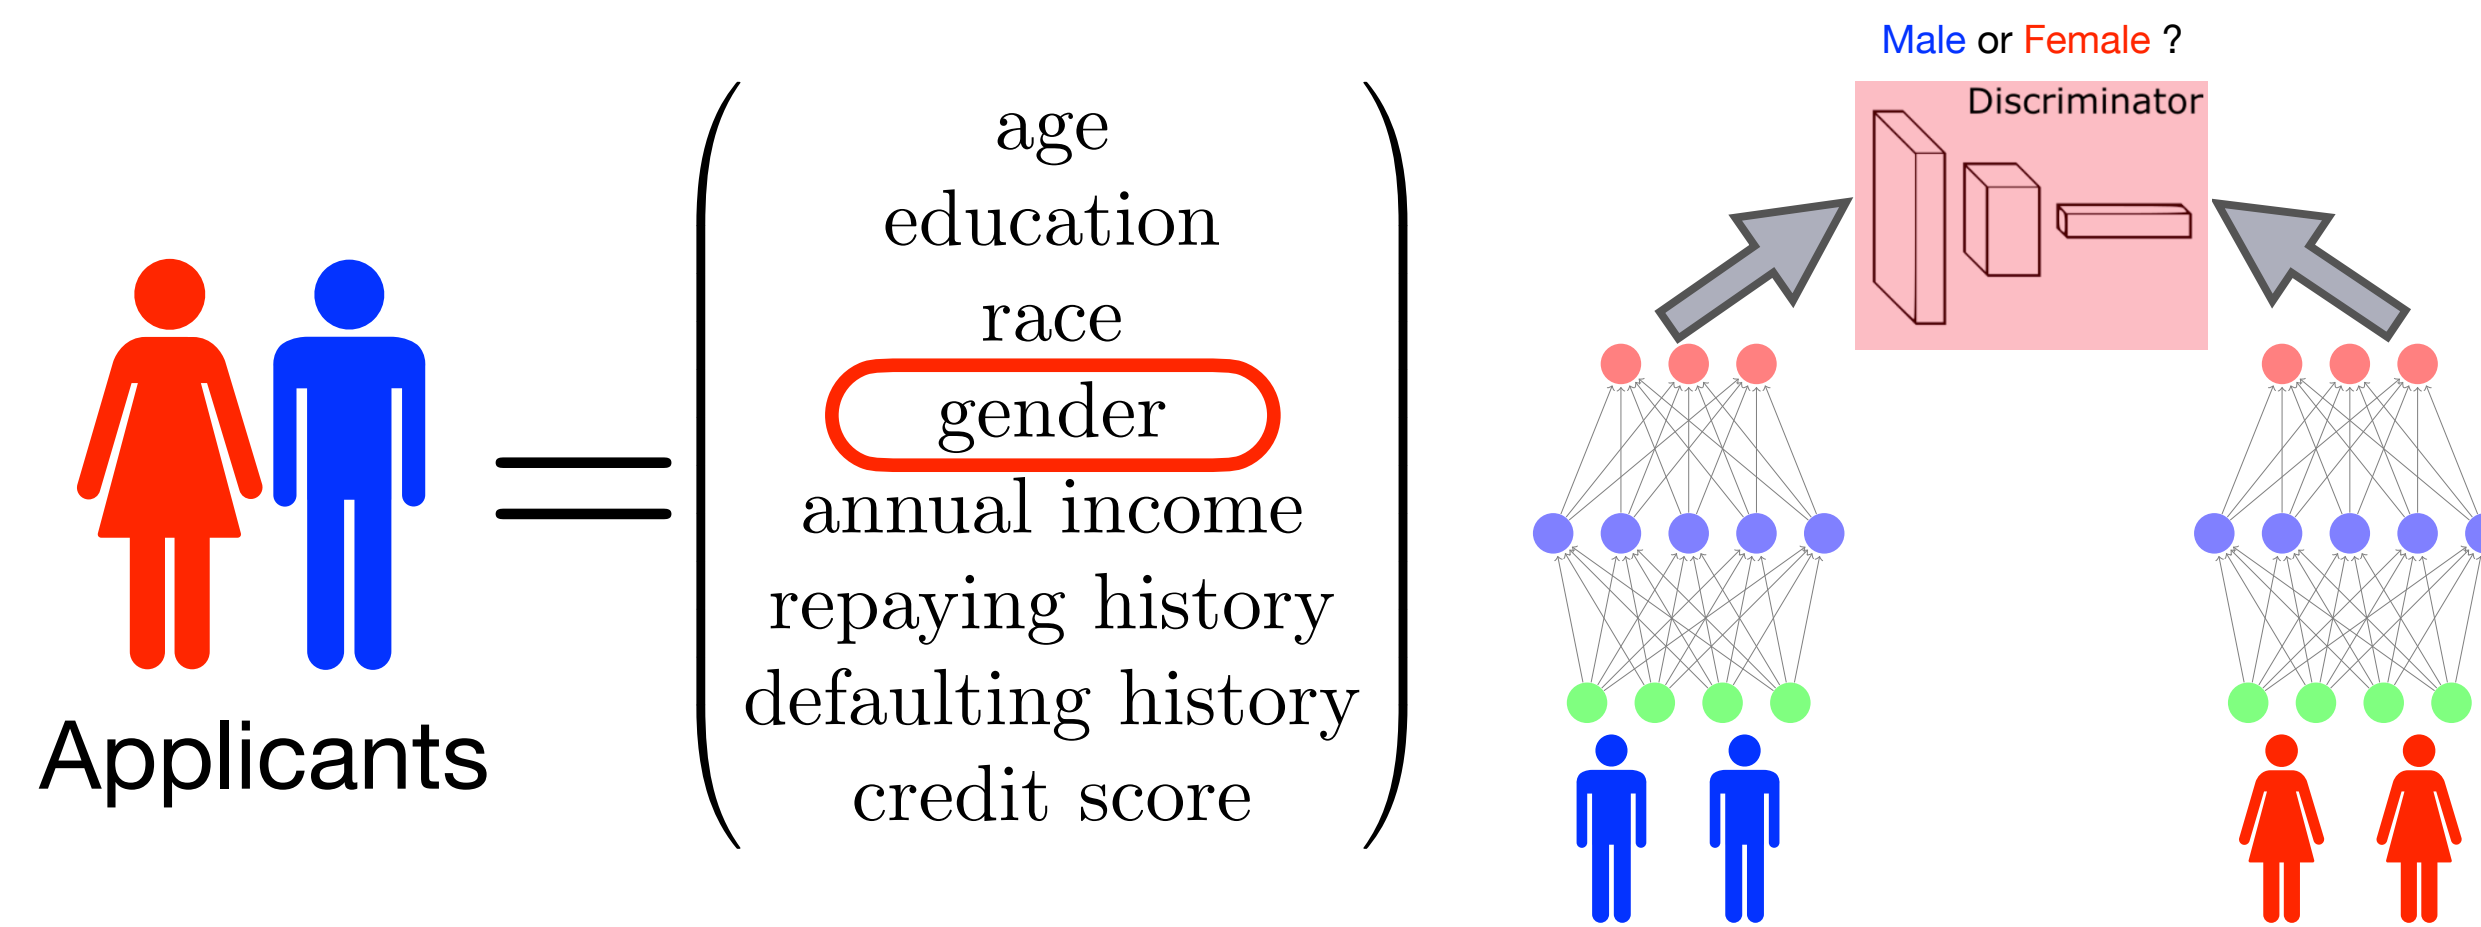 Male or Female ?
Discriminator
age
education
race
gender
annual income
repaying history
defaulting history
credit score
Applicants